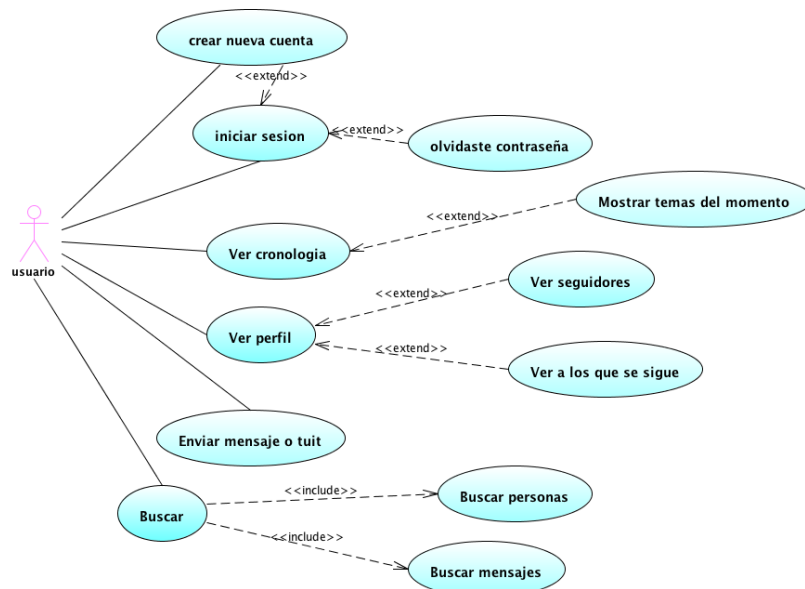 crear nueva cuenta
<<extend>>
iniciar sesion
<<extend>>
olvidaste contraseña
Mostrar temas del momento
<<extend>>
Ver cronologia
usuario
Ver seguidores
<<extend>>
Ver perfil
<<extend>>
Ver a los que se sigue
Enviar mensaje o tuit
<<include>>
Buscar personas
Buscar
<<include>>
Buscar mensajes